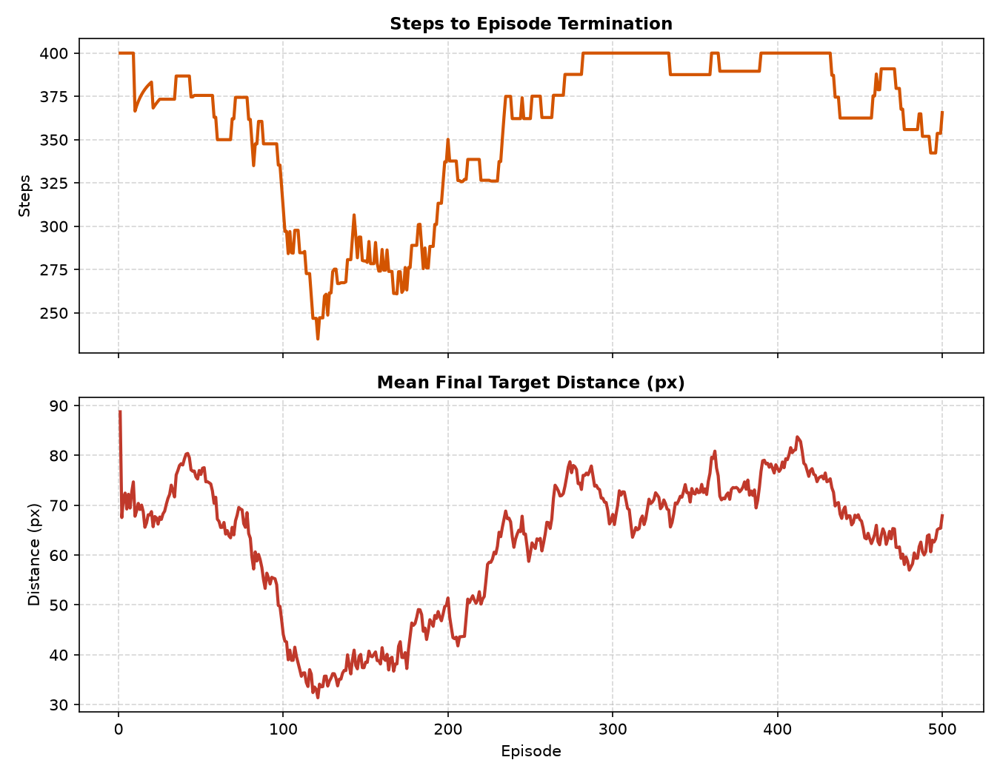 Steps to Episode Termination
400
375
350
325
300
275
250
Steps
Mean Final Target Distance (px)
90
80
70
60
50
40
30
Distance (px)
0 100 200 300 400 500
Episode